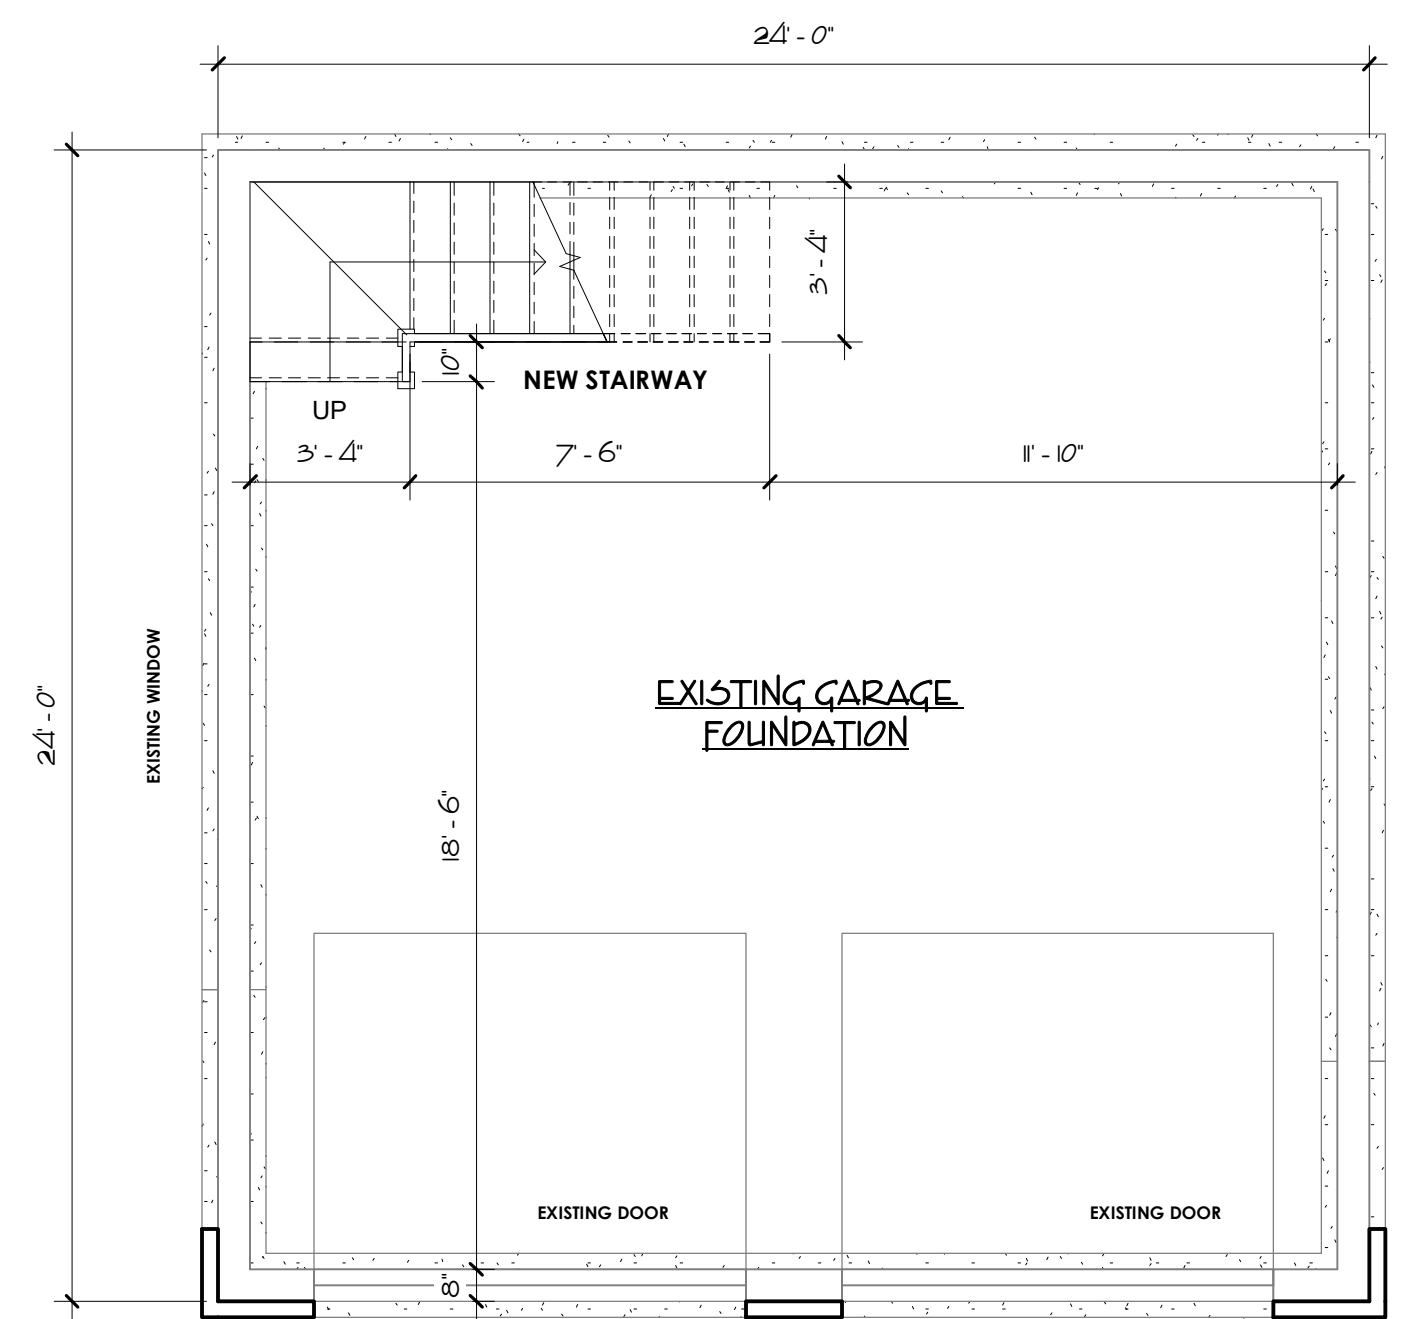 24' - 0"
3' - 4"
10"
NEW STAIRWAY
UP
3' - 4"
7' - 6"
11' - 10"
EXISTING WINDOW
24' - 0"
EXISTING GARAGE
FOUNDATION
18' - 6"
EXISTING DOOR
EXISTING DOOR
8"